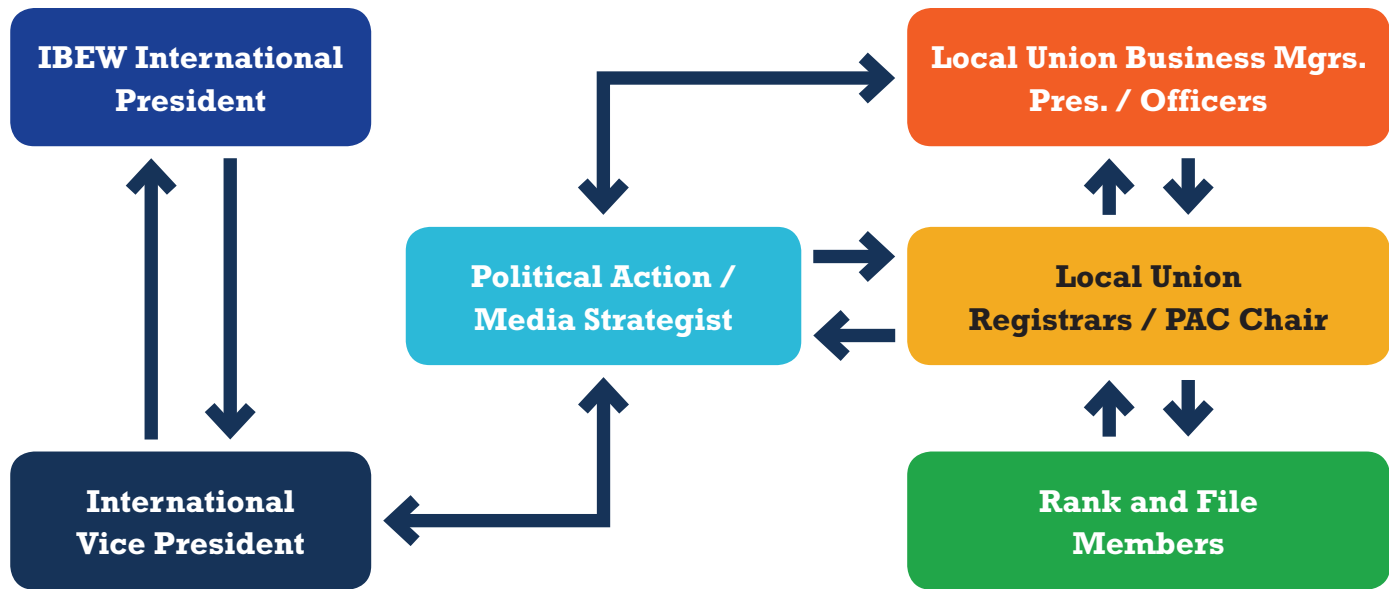 IBEW International
President
Local Union Business Mgrs.
Pres. / Officers
Political Action /
Media Strategist
Local Union
Registrars / PAC Chair
International
Vice President
Rank and File
Members